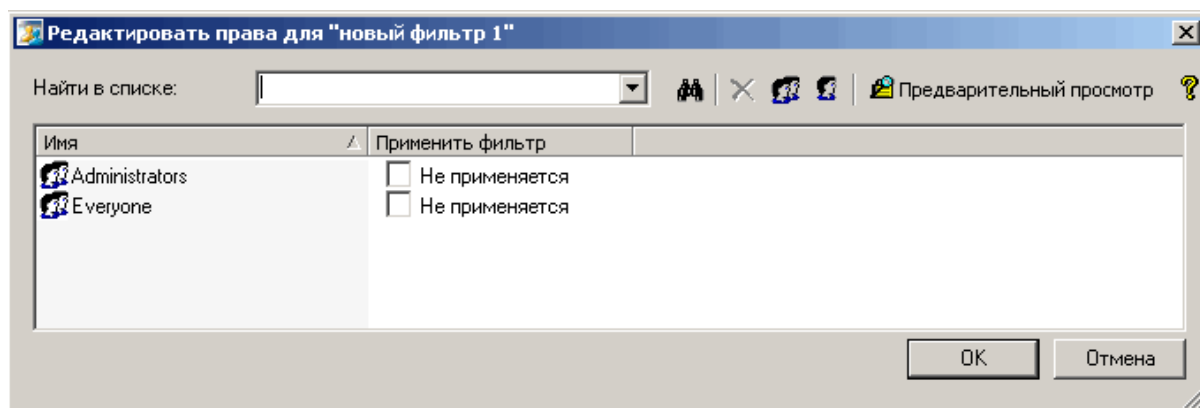 Редактировать права для "новый фильтр 1"
Найти в списке:
Предварительный просмотр
Имя Применить фильтр
Administrators Не применяется
Everyone Не применяется
OK Отмена